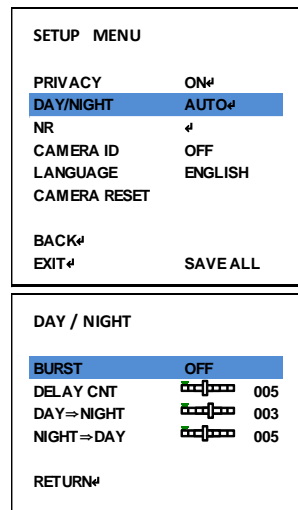 SETUP MENU
PRIVACY ON↵
DAY/NIGHT AUTO↵
NR ↵
CAMERA ID OFF
LANGUAGE ENGLISH
CAMERA RESET
BACK↵
EXIT↵ SAVE ALL
DAY / NIGHT
BURST OFF
DELAY CNT 005
DAY⇒NIGHT 003
NIGHT⇒DAY 005
RETURN↵